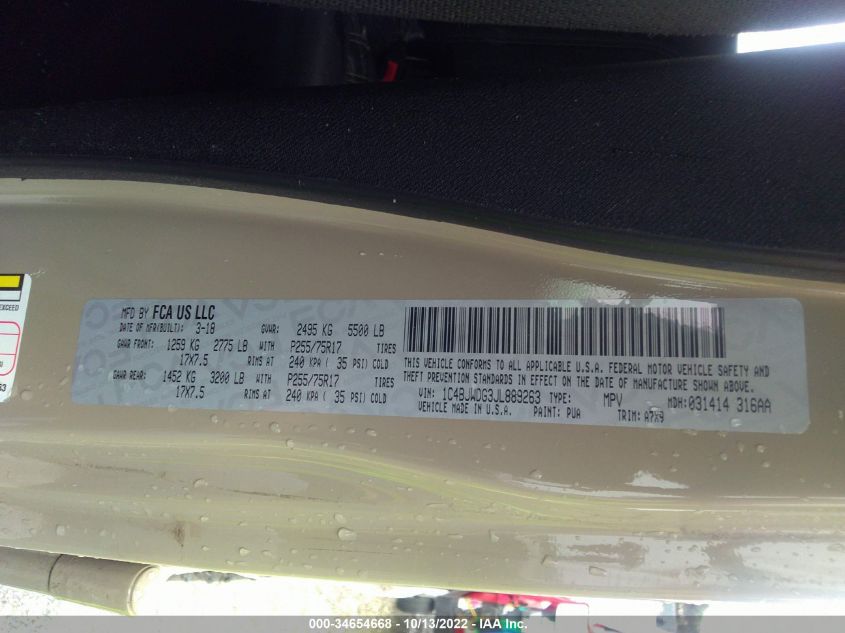 EXCEED
63
MFD BY FCA US LLC
DATE OF MFR(BUILT): 3-18 GVWR: 2495 KG 5500 LB
GAWR FRONT: 1259 KG 2775 LB WITH P255/75R17 TIRES
17X7.5 RIMS AT 240 KPA ( 35 PSI) COLD
GAWR REAR: 1452 KG 3200 LB WITH P255/75R17 TIRES
17X7.5 RIMS AT 240 KPA ( 35 PSI) COLD
THIS VEHICLE CONFORMS TO ALL APPLICABLE U.S.A. FEDERAL MOTOR VEHICLE SAFETY AND
THEFT PREVENTION STANDARDS IN EFFECT ON THE DATE OF MANUFACTURE SHOWN ABOVE.
VIN: 1C4BJWDG3JL889263 TYPE: MPV MDH: 031414 316AA
VEHICLE MADE IN U.S.A. PAINT: PUA TRIM: A7X9
000-34654668 - 10/13/2022 - IAAI.COM